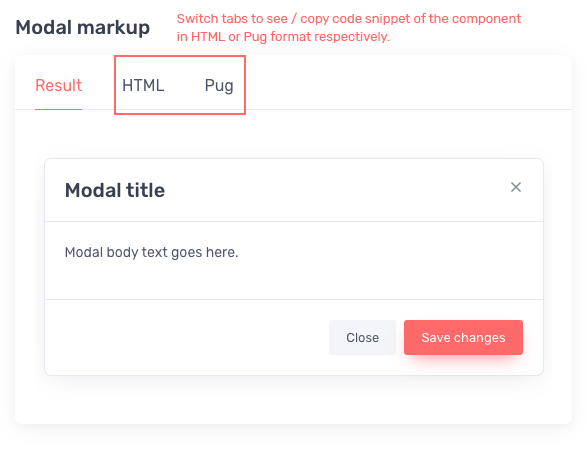 Modal markup
Switch tabs to see / copy code snippet of the component
in HTML or Pug format respectively.
Result HTML Pug
Modal title
Modal body text goes here.
Close Save changes